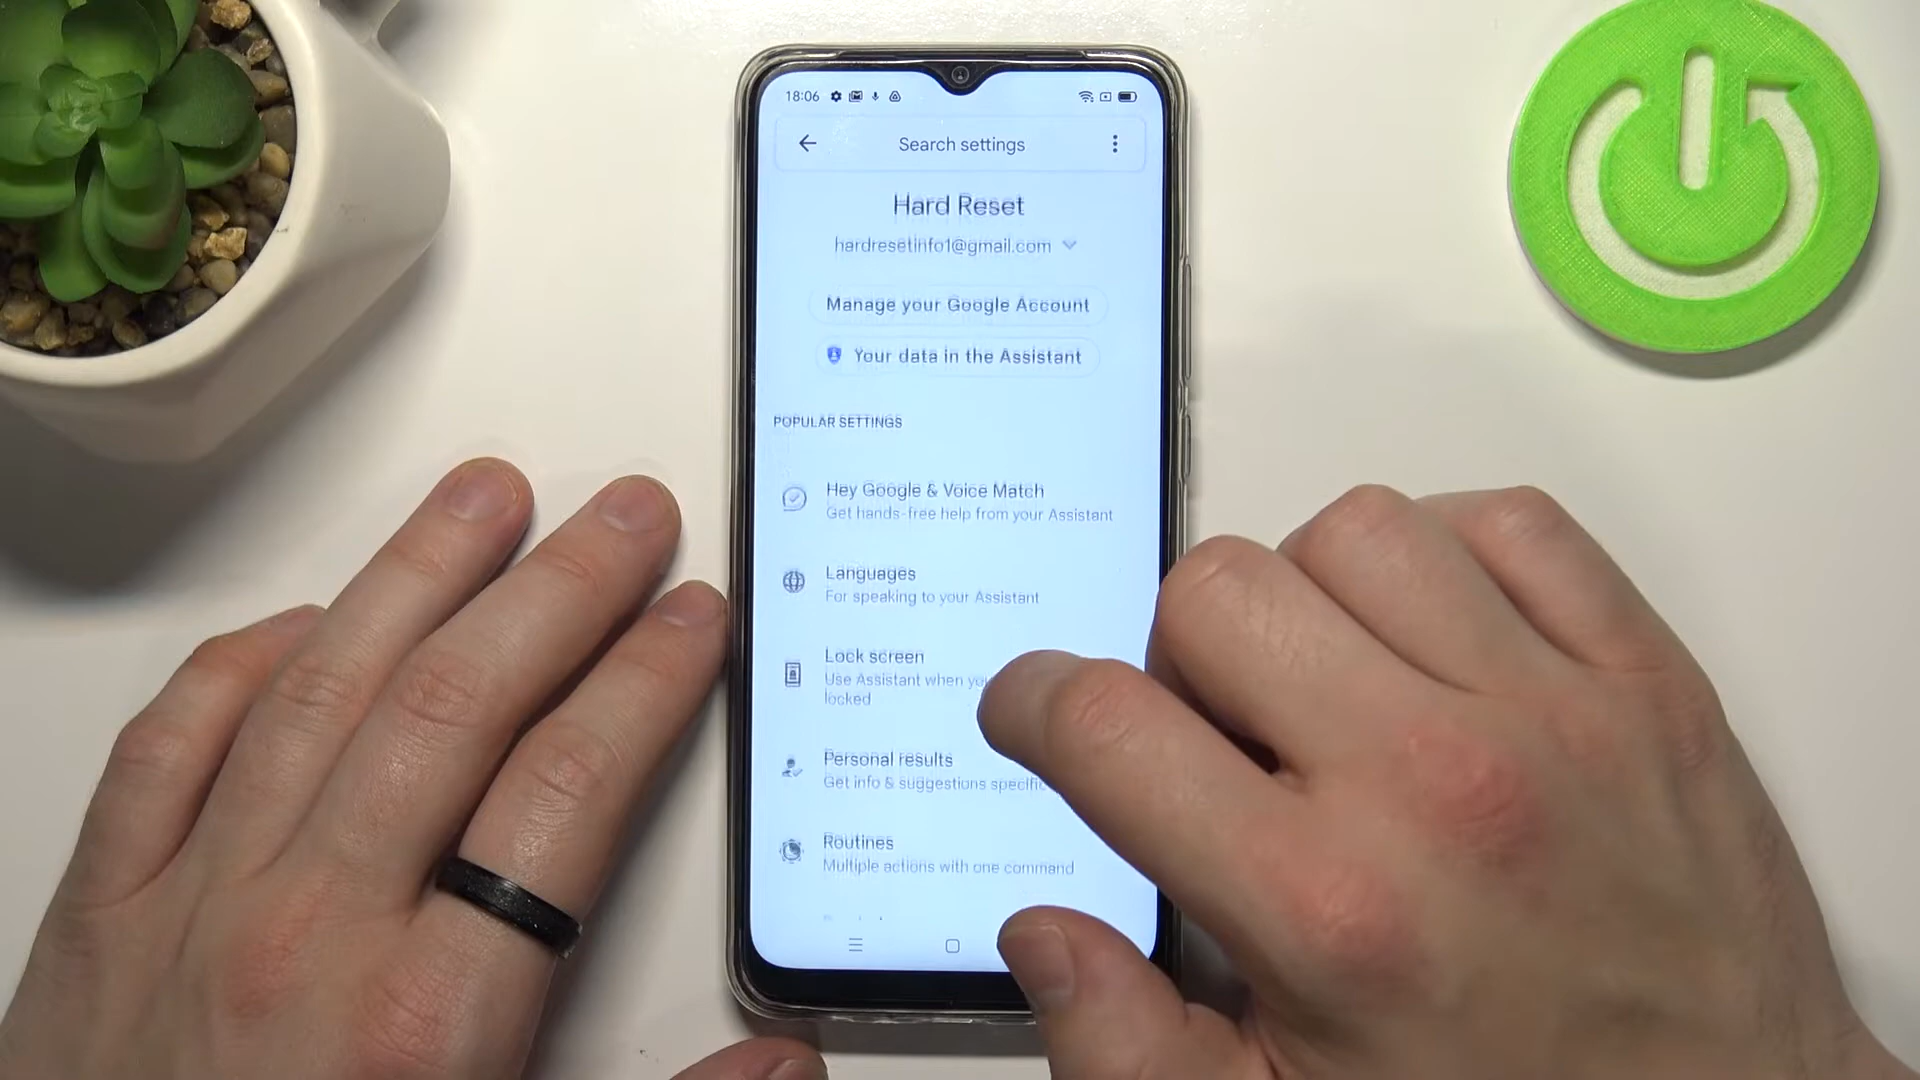 18:06
Search settings
Hard Reset
hardresetinfo1@gmail.com
Manage your Google Account
Your data in the Assistant
POPULAR SETTINGS
Hey Google & Voice Match
Get hands-free help from your Assistant
Languages
For speaking to your Assistant
Lock screen
Use Assistant when
locked
Personal results
Get info & suggestions specific
Routines
Multiple actions with one command